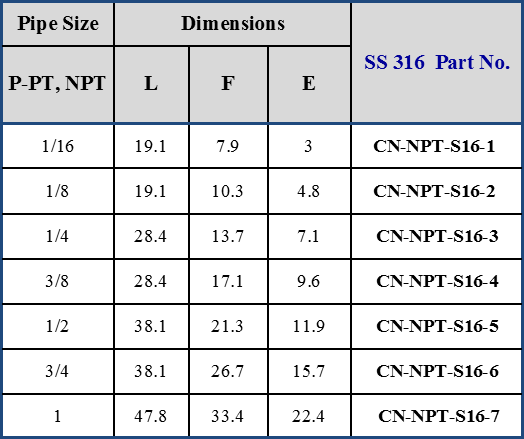 Pipe Size Dimensions SS 316 Part No.
P-PT, NPT L F E
1/16 19.1 7.9 3 CN-NPT-S16-1
1/8 19.1 10.3 4.8 CN-NPT-S16-2
1/4 28.4 13.7 7.1 CN-NPT-S16-3
3/8 28.4 17.1 9.6 CN-NPT-S16-4
1/2 38.1 21.3 11.9 CN-NPT-S16-5
3/4 38.1 26.7 15.7 CN-NPT-S16-6
1 47.8 33.4 22.4 CN-NPT-S16-7